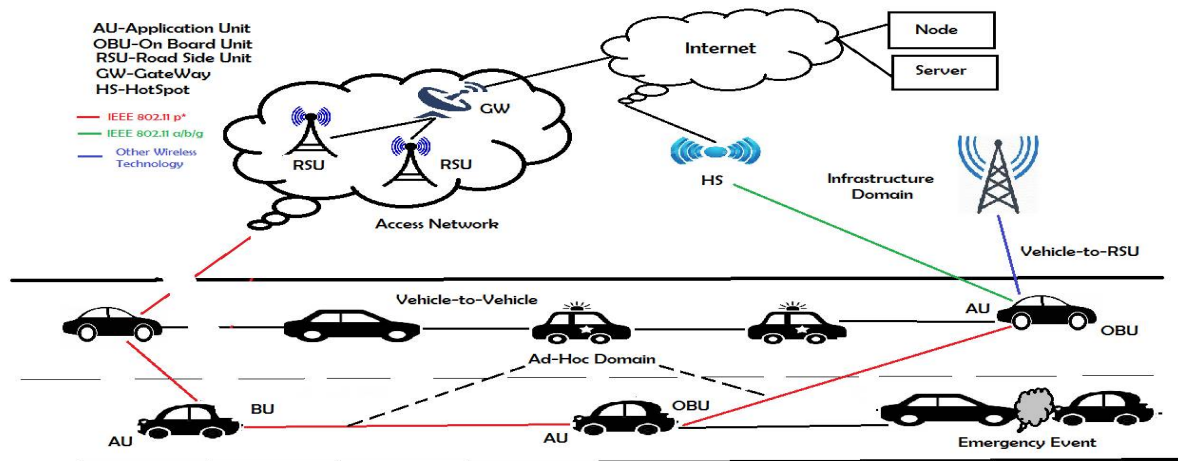 AU-Application Unit
OBU-On Board Unit
RSU-Road Side Unit
GW-GateWay
HS-HotSpot
IEEE 802.11 p*
IEEE 802.11 a/b/g
Other Wireless
Technology
RSU
RSU
GW
Access Network
Internet
Node
Server
HS
Infrastructure
Domain
Vehicle-to-RSU
Vehicle-to-Vehicle
AU
OBU
Ad-Hoc Domain
BU
AU
OBU
AU
Emergency Event